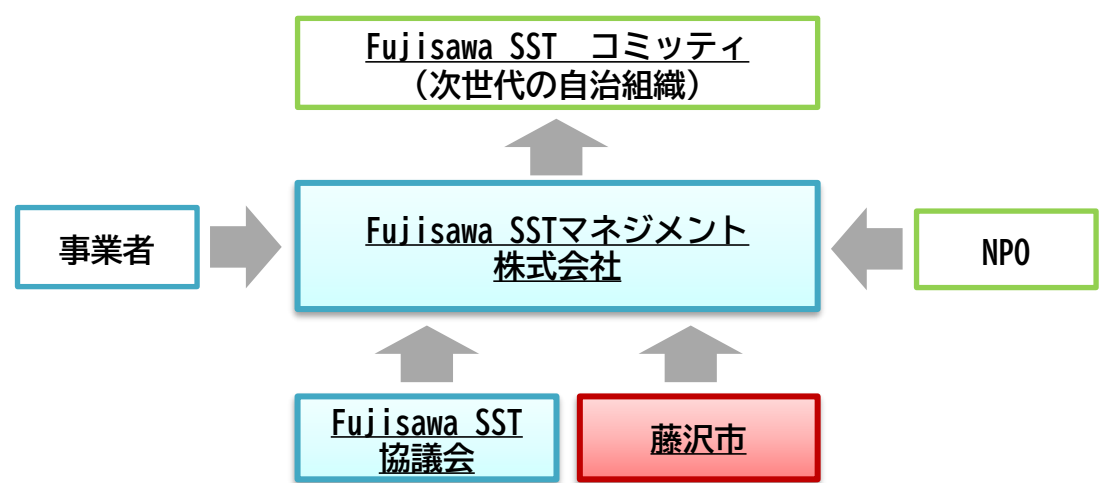 Fujisawa SST　コミッティ
（次世代の自治組織）
事業者
Fujisawa SSTマネジメント
株式会社
NPO
Fujisawa SST
協議会
藤沢市